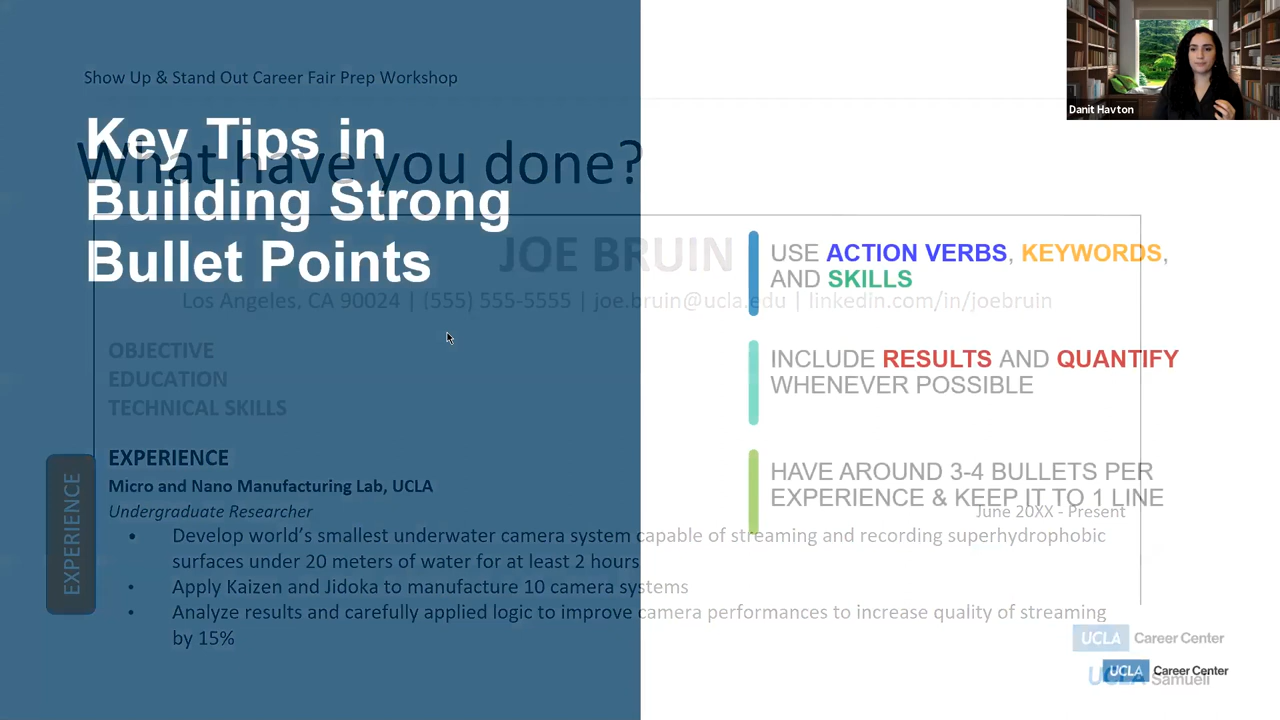 Show Up & Stand Out Career Fair Prep Workshop
Danit Havton
Key Tips in
Building Strong
Bullet Points
What have you done?
JOE BRUIN
Los Angeles, CA 90024 | (555) 555-5555 | joe.bruin@ucla.edu | linkedin.com/in/joebruin
USE ACTION VERBS, KEYWORDS,
AND SKILLS
INCLUDE RESULTS AND QUANTIFY
WHENEVER POSSIBLE
HAVE AROUND 3-4 BULLETS PER
EXPERIENCE & KEEP IT TO 1 LINE
OBJECTIVE
EDUCATION
TECHNICAL SKILLS
EXPERIENCE
EXPERIENCE
Micro and Nano Manufacturing Lab, UCLA
Undergraduate Researcher
June 20XX - Present
• Develop world's smallest underwater camera system capable of streaming and recording superhydrophobic
surfaces under 20 meters of water for at least 2 hours
• Apply Kaizen and Jidoka to manufacture 10 camera systems
• Analyze results and carefully applied logic to improve camera performances to increase quality of streaming
by 15%
UCLA Career Center
UCLA Career Center
UCLA Samueli